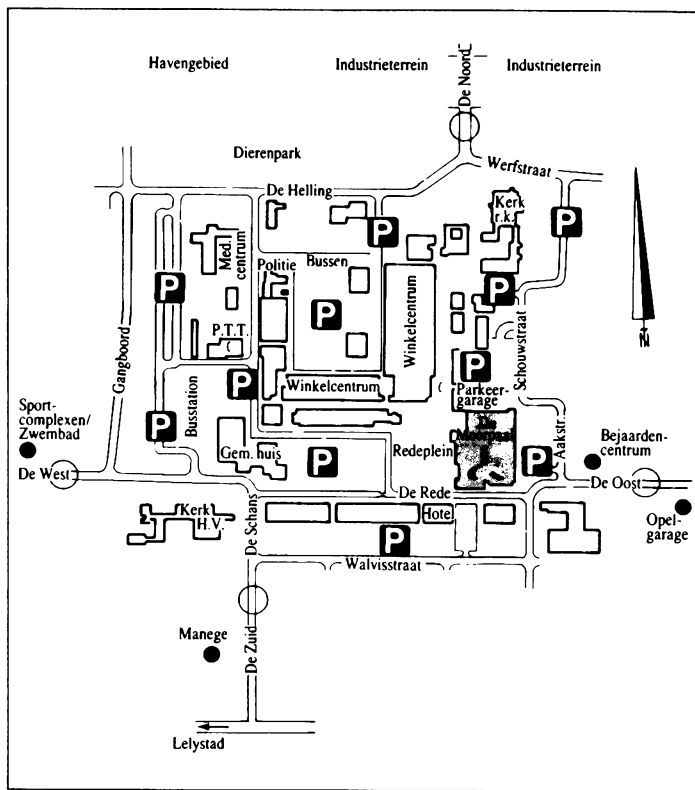 Havengebied
Industrieterrein
De Noord
Industrieterrein
Dierenpark
Werfstraat
De Helling
Kerk
r.k.
P
P
Med.
centrum
Politie
Bussen
P
P
P
Winkelcentrum
Schouwstraat
N
P.T.T.
Gangboord
P
Winkelcentrum
P
Parkeer-
garage
Busstation
Sport-
complexen/
Zwembad
P
De Moorpaal
Aakstr.
Gem. huis
P
Redeplein
P
Bejaarden-
centrum
De West
De Rede
De Oost
Kerk
H.V.
De Schans
Hote
Opel-
garage
P
Walvisstraat
Manege
De Zuid
Lelystad